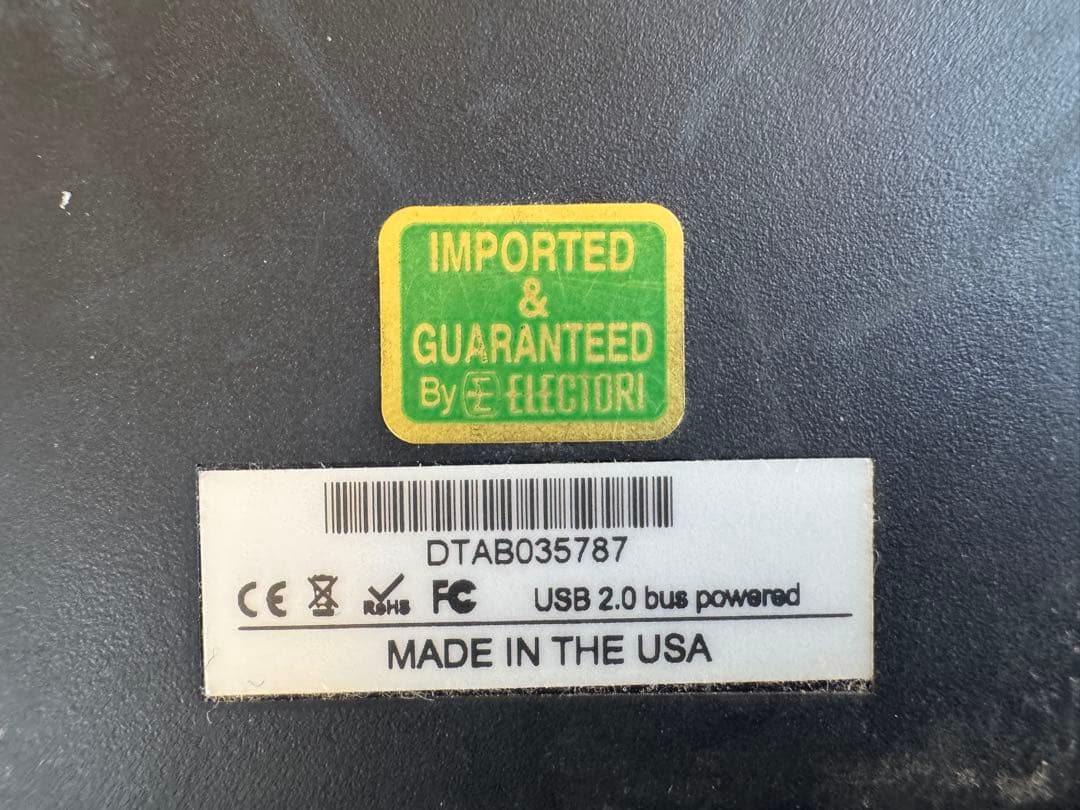 IMPORTED
&
GUARANTEED
By E ELECTORI
DTAB035787
CE RoHS FC USB 2.0 bus powered
MADE IN THE USA